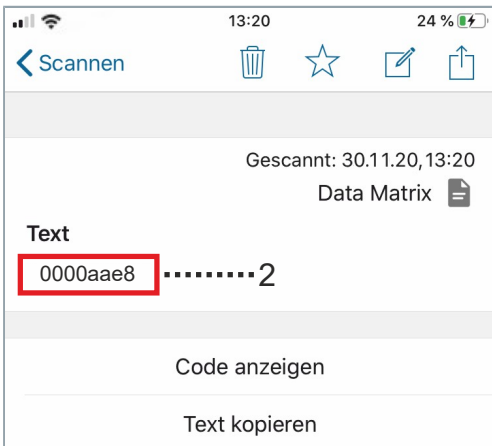 13:20
24 %
Scannen
Gescannt: 30.11.20, 13:20
Data Matrix
Text
0000aae8 .........2
Code anzeigen
Text kopieren